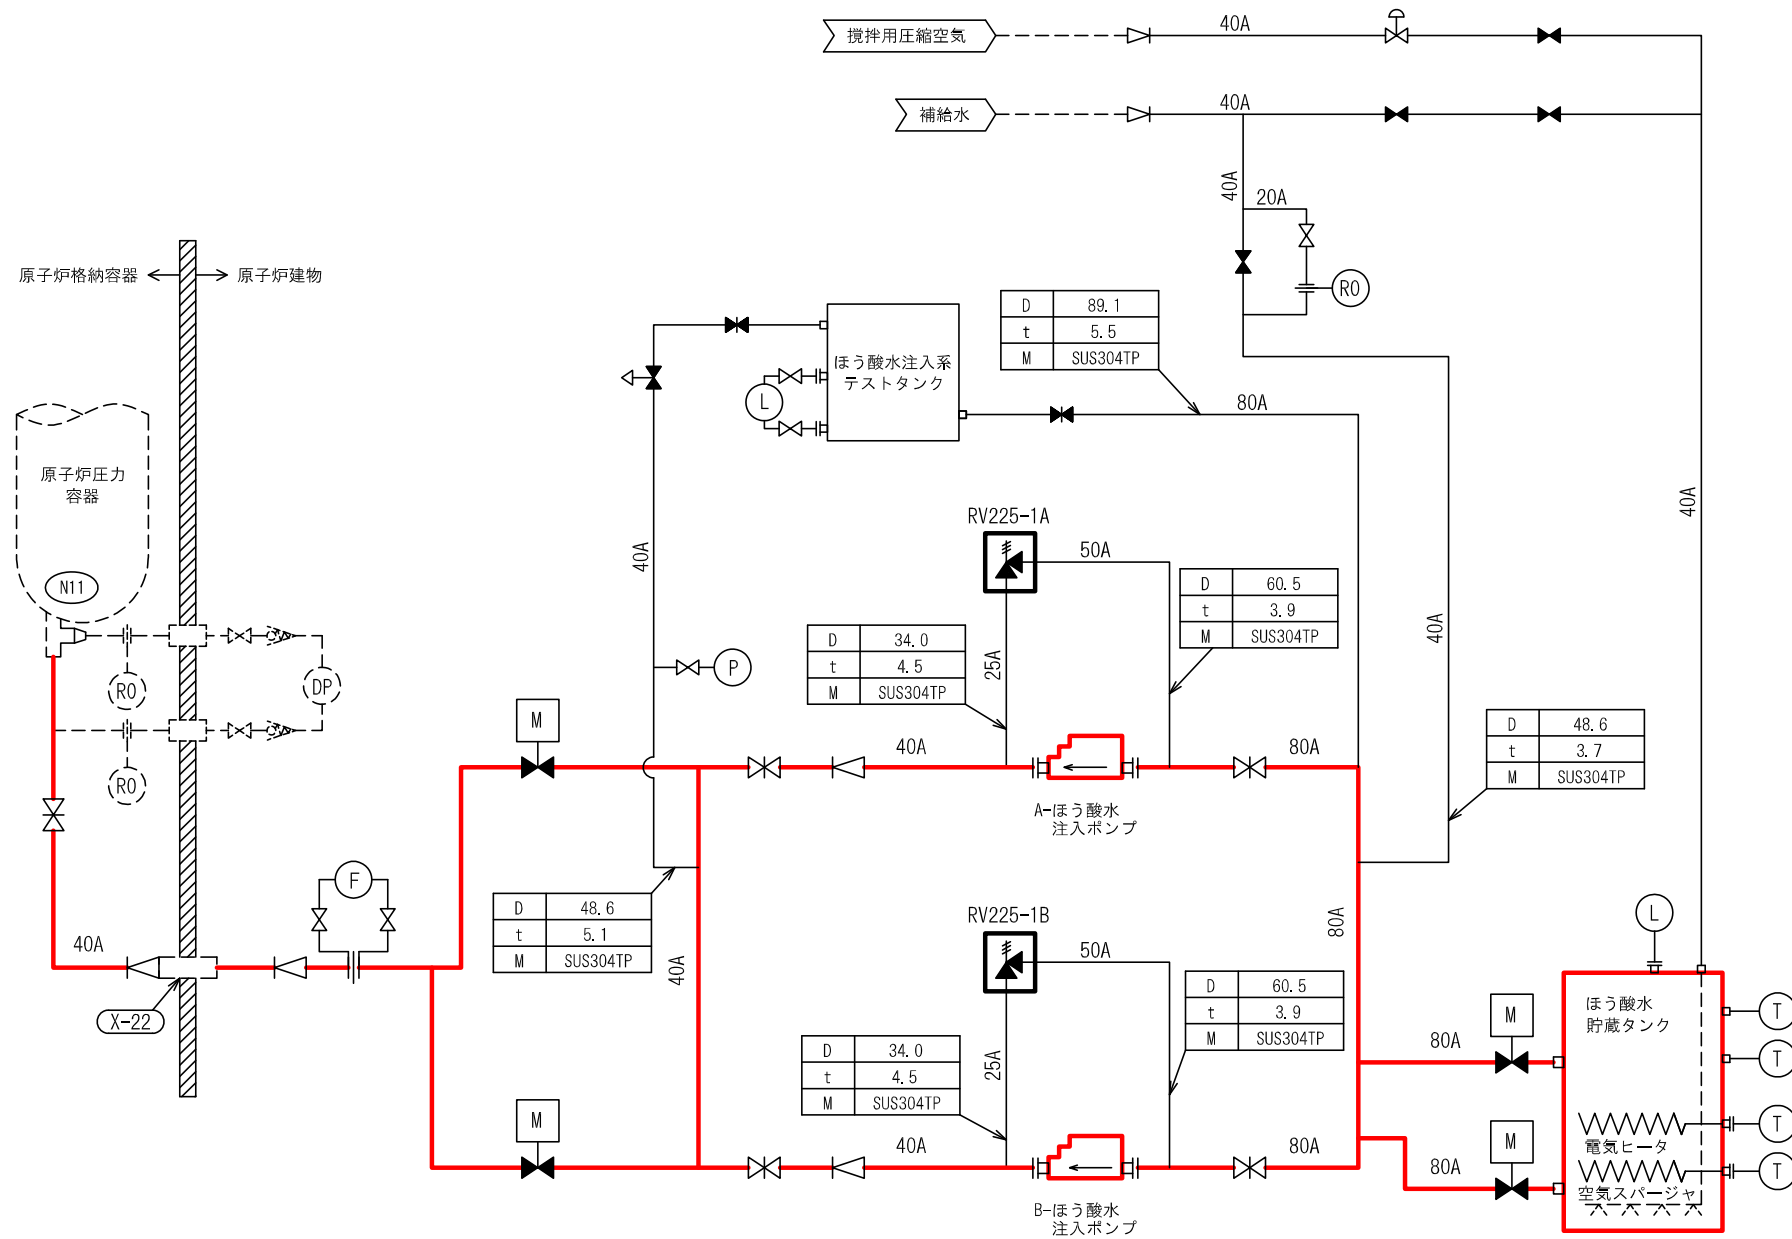 撹拌用圧縮空気
40A
補給水
40A
40A
20A
RO
原子炉格納容器
原子炉建物
D 89.1
t 5.5
M SUS304TP
ほう酸水注入系
テストタンク
L
80A
原子炉圧力
容器
N11
40A
RV225-1A
50A
40A
D 60.5
t 3.9
M SUS304TP
D 34.0
t 4.5
M SUS304TP
25A
40A
P
RO
DP
RO
M
40A
80A
D 48.6
t 3.7
M SUS304TP
A-ほう酸水
注入ポンプ
F
40A
X-22
D 48.6
t 5.1
M SUS304TP
40A
RV225-1B
50A
80A
D 60.5
t 3.9
M SUS304TP
D 34.0
t 4.5
M SUS304TP
25A
L
ほう酸水
貯蔵タンク
T
T
T
T
M
80A
M
80A
電気ヒータ
空気スパージャ
M
40A
80A
B-ほう酸水
注入ポンプ